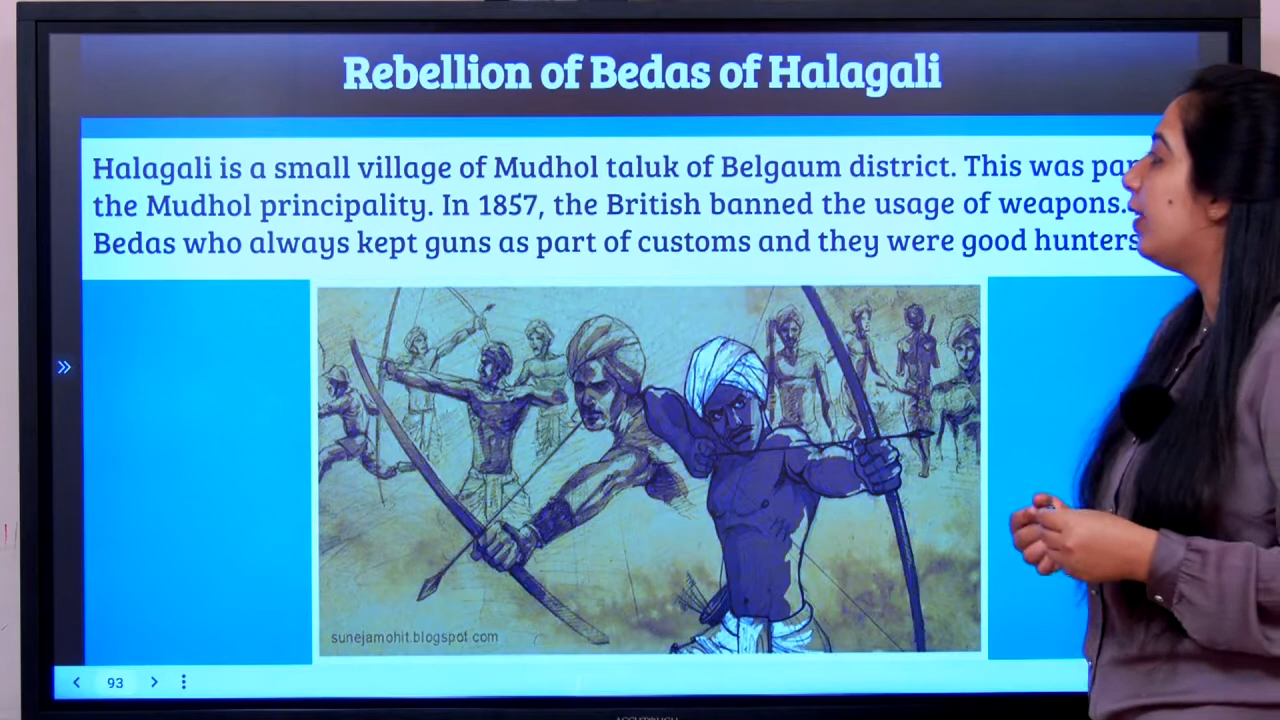 Rebellion of Bedas of Halagali
Halagali is a small village of Mudhol taluk of Belgaum district. This was
the Mudhol principality. In 1857, the British banned the usage of weapons.
Bedas who always kept guns as part of customs and they were good hunters
sunejamohit.blogspot.com
93